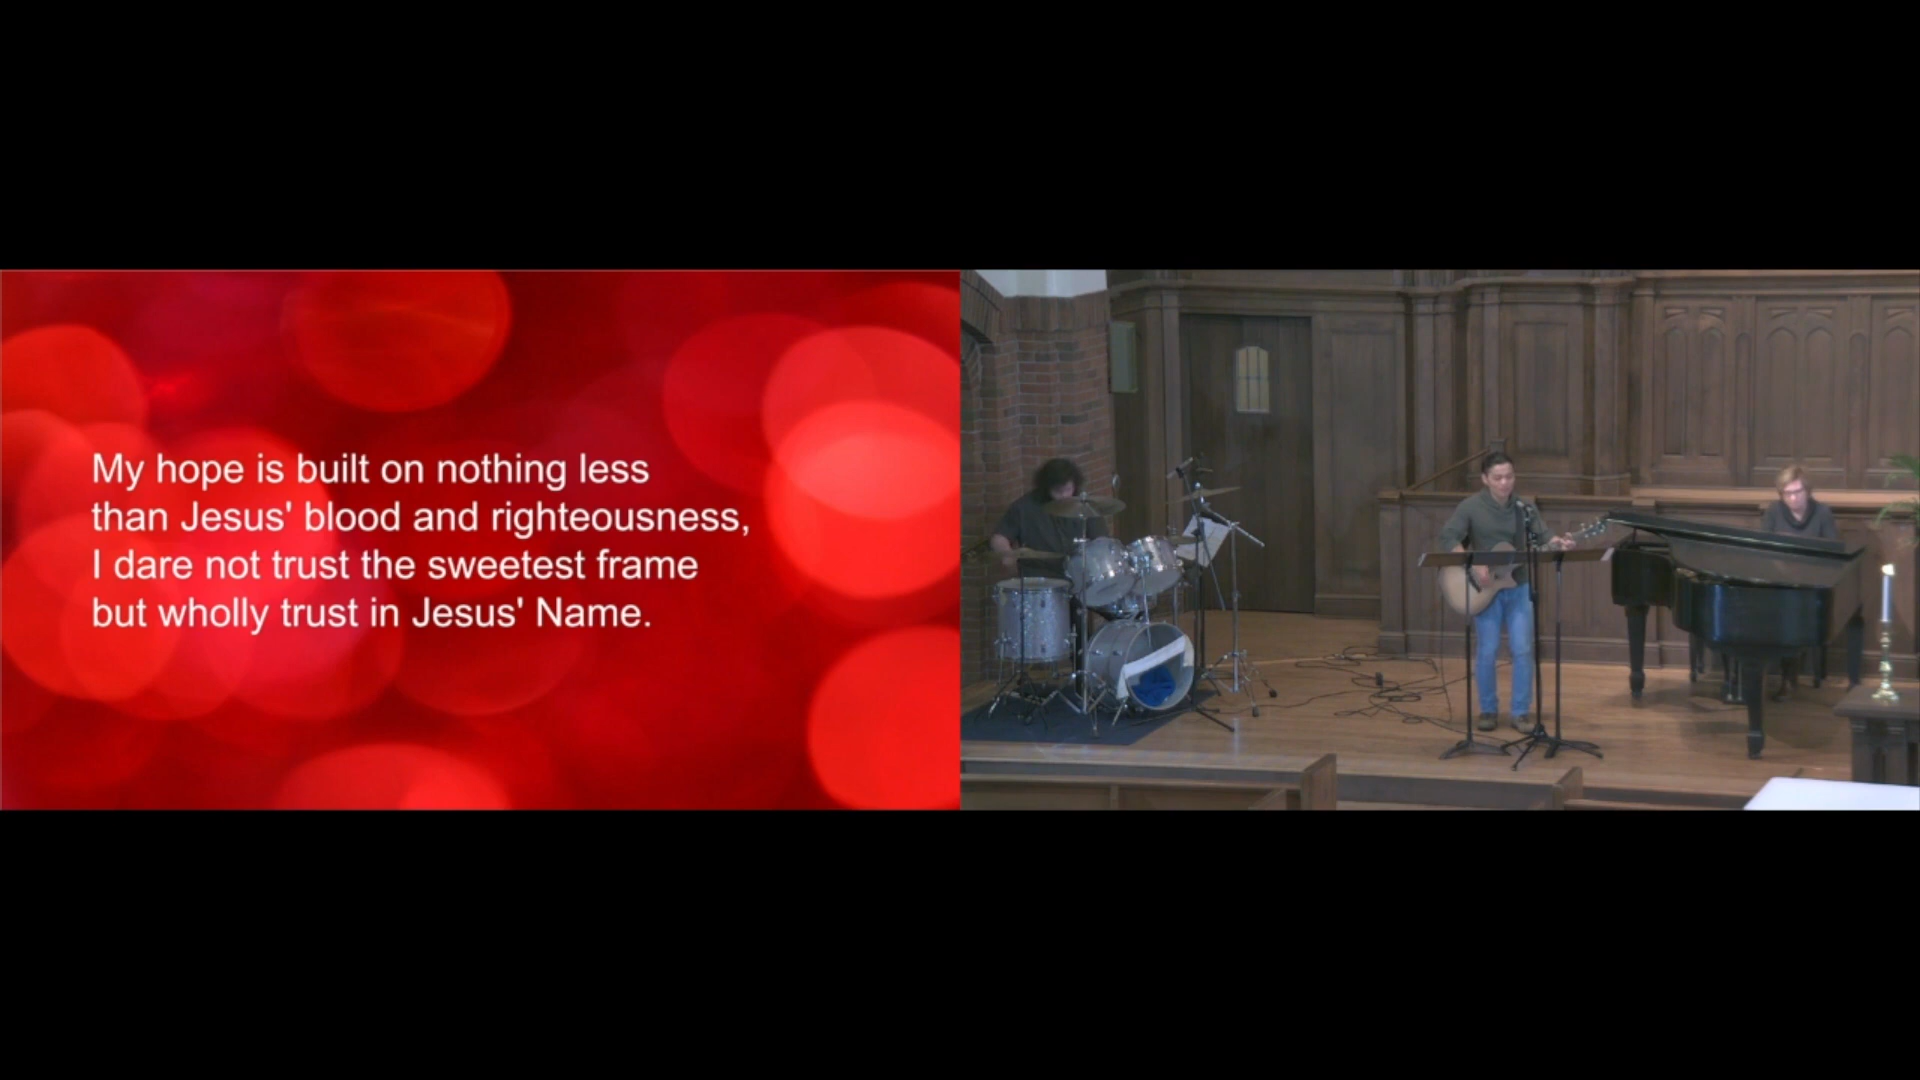 My hope is built on nothing less
than Jesus' blood and righteousness,
I dare not trust the sweetest frame
but wholly trust in Jesus' Name.